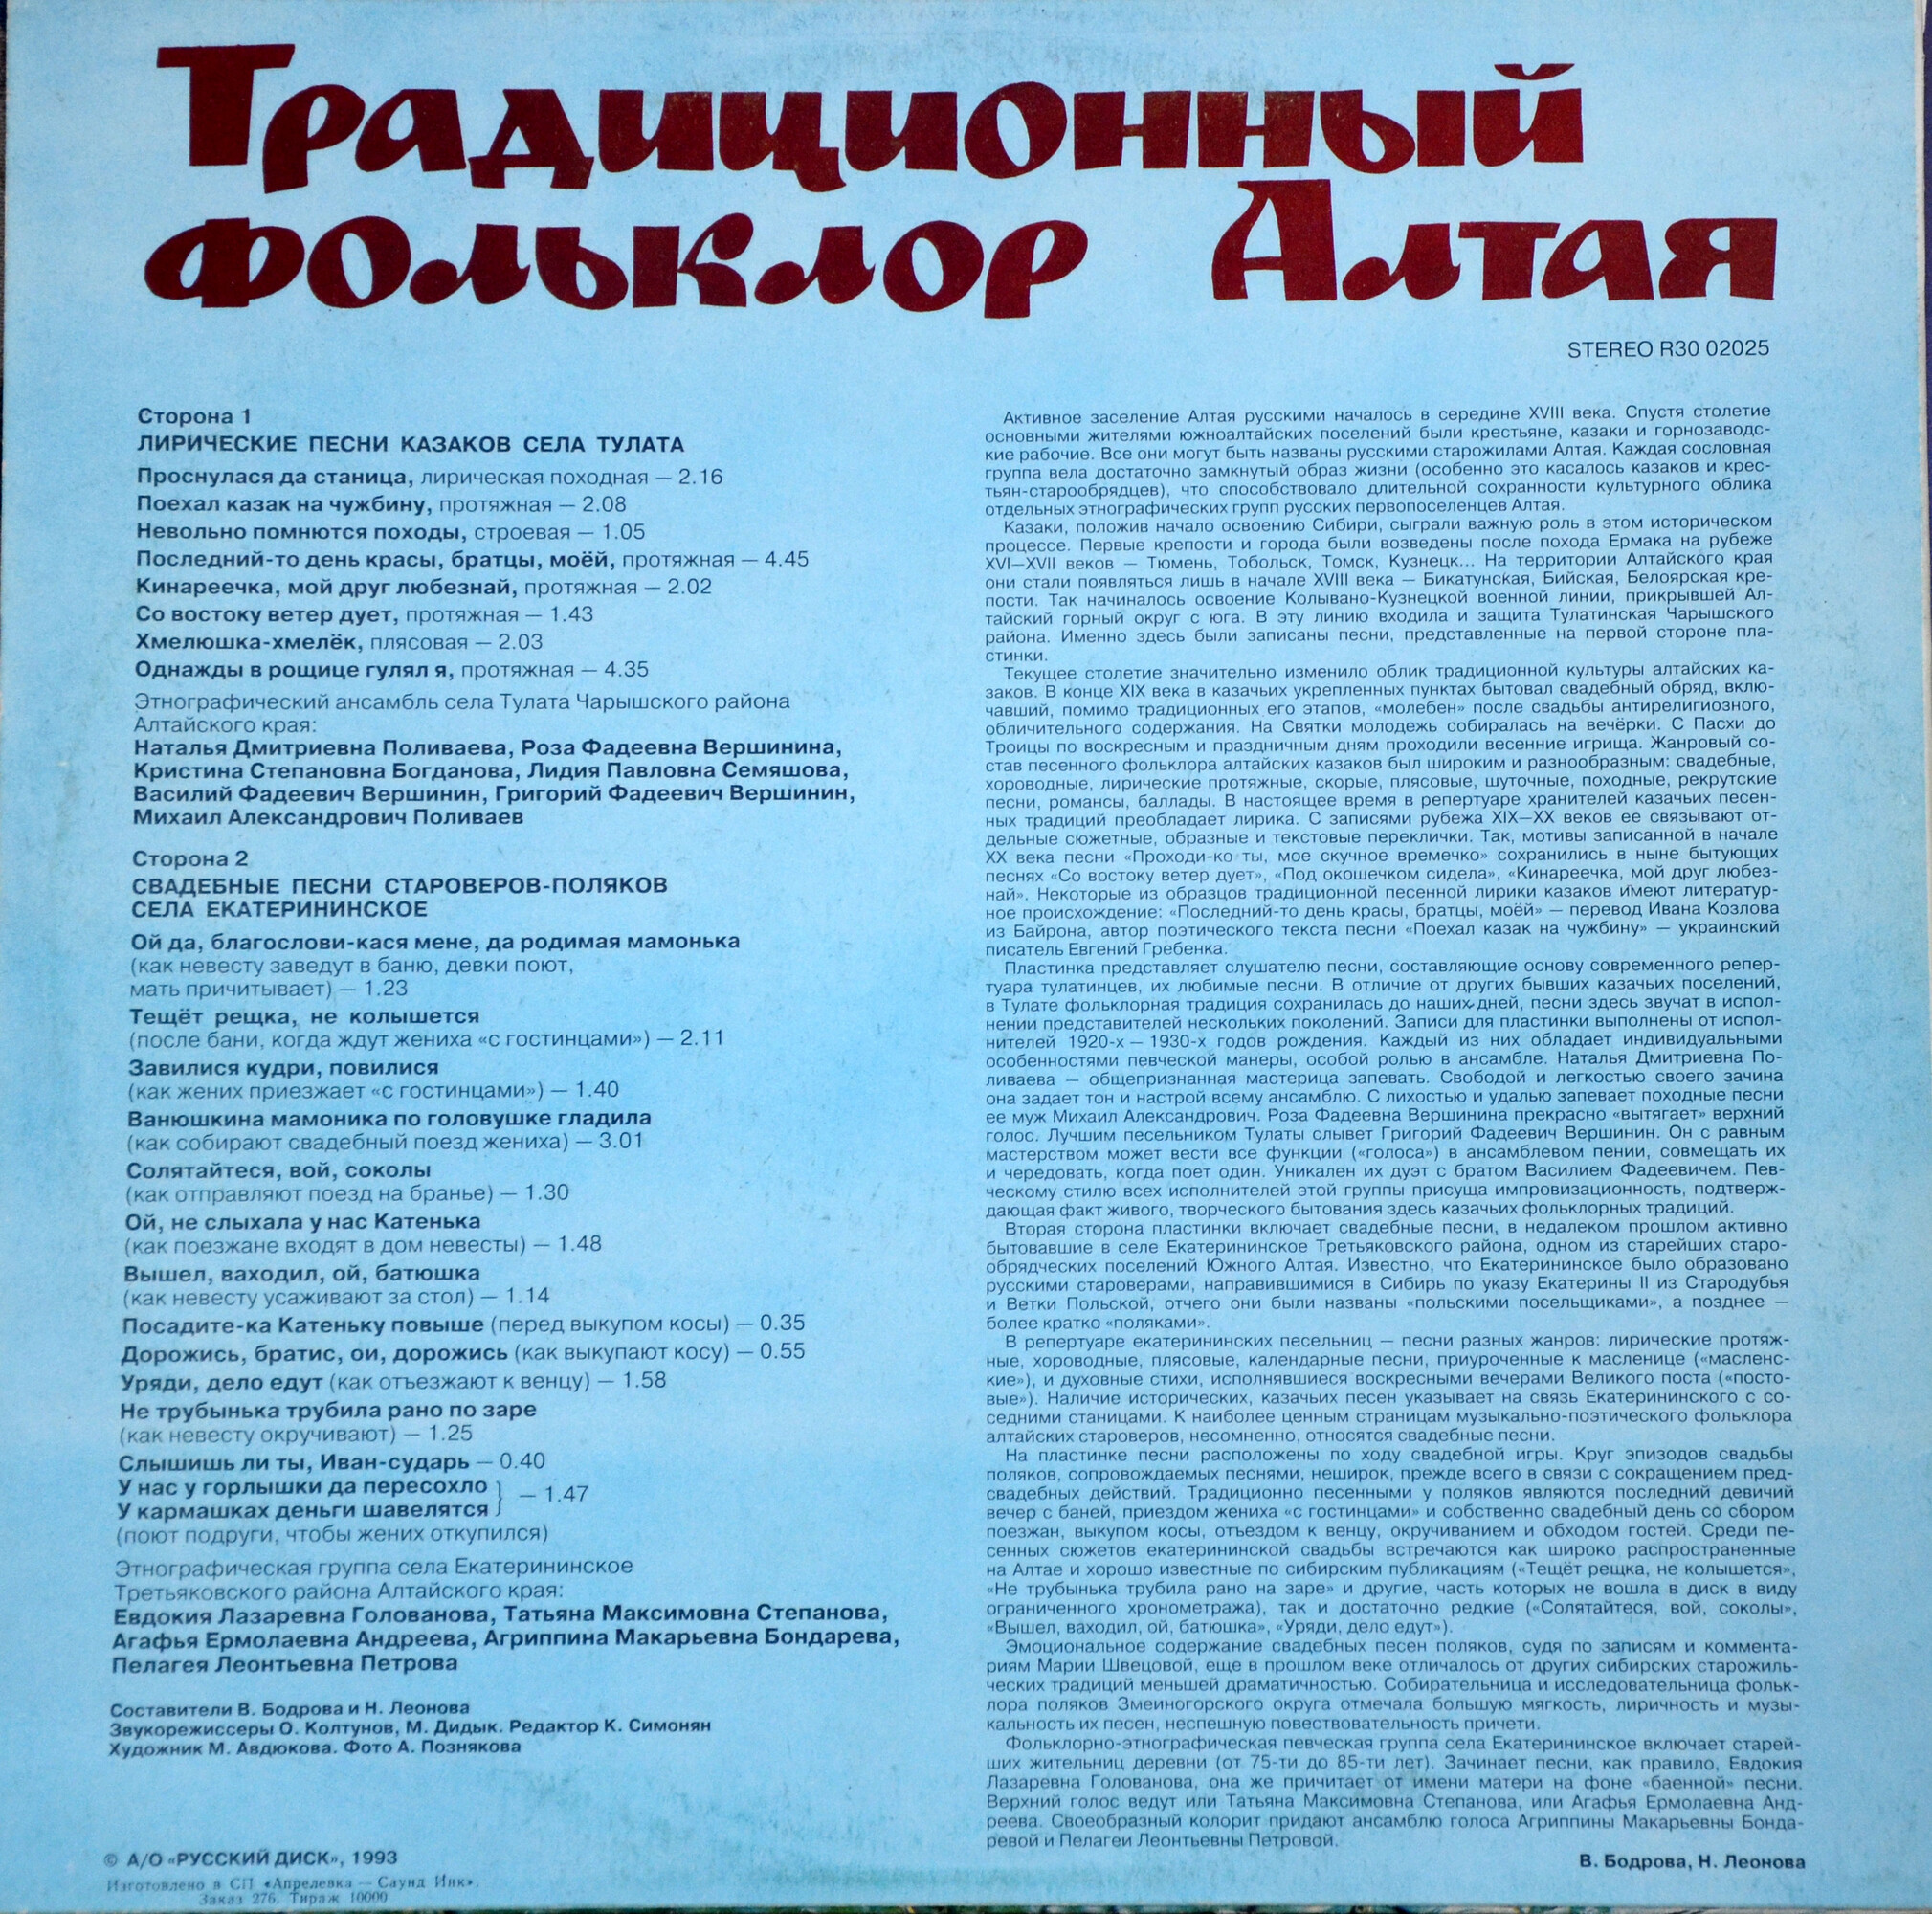 Традиционный
фольклор Алтая
STEREO R30 02025
Сторона 1
ЛИРИЧЕСКИЕ ПЕСНИ КАЗАКОВ СЕЛА ТУЛАТА
Проснулася да станица, лирическая походная — 2.16
Поехал казак на чужбину, протяжная — 2.08
Невольно помнются походы, строевая — 1.05
Последний-то день красы, братцы, моёй, протяжная — 4.45
Кинареечка, мой друг любезнай, протяжная — 2.02
Со востоку ветер дует, протяжная — 1.43
Хмелюшка-хмелёк, плясовая — 2.03
Однажды в рощице гулял я, протяжная — 4.35
Этнографический ансамбль села Тулата Чарышского района
Алтайского края:
Наталья Дмитриевна Поливаева, Роза Фадеевна Вершинина,
Кристина Степановна Богданова, Лидия Павловна Семяшова,
Василий Фадеевич Вершинин, Григорий Фадеевич Вершинин,
Михаил Александрович Поливаев
Сторона 2
СВАДЕБНЫЕ ПЕСНИ СТАРОВЕРОВ-ПОЛЯКОВ
СЕЛА ЕКАТЕРИНИНСКОЕ
Ой да, благослови-кася мене, да родимая мамонька
(как невесту заведут в баню, девки поют,
мать причитывает) — 1.23
Тещёт рещка, не колышется
(после бани, когда ждут жениха «с гостинцами») — 2.11
Завилися кудри, повилися
(как жених приезжает «с гостинцами») — 1.40
Ванюшкина мамоника по головушке гладила
(как собирают свадебный поезд жениха) — 3.01
Солятайтеся, вой, соколы
(как отправляют поезд на бранье) — 1.30
Ой, не слыхала у нас Катенька
(как поезжане входят в дом невесты) — 1.48
Вышел, ваходил, ой, батюшка
(как невесту усаживают за стол) — 1.14
Посадите-ка Катеньку повыше (перед выкупом косы) — 0.35
Дорожись, братис, ои, дорожись (как выкупают косу) — 0.55
Уряди, дело едут (как отъезжают к венцу) — 1.58
Не трубынька трубила рано по заре
(как невесту окручивают) — 1.25
Слышишь ли ты, Иван-сударь — 0.40
У нас у горлышки да пересохло
У кармашках деньги шавелятся } — 1.47
(поют подруги, чтобы жених откупился)
Этнографическая группа села Екатерининское
Третьяковского района Алтайского края:
Евдокия Лазаревна Голованова, Татьяна Максимовна Степанова,
Агафья Ермолаевна Андреева, Агриппина Макарьевна Бондарева,
Пелагея Леонтьевна Петрова
Составители В. Бодрова и Н. Леонова
Звукорежиссеры О. Колтунов, М. Дидык. Редактор К. Симонян
Художник М. Авдюкова. Фото А. Познякова
© А/О «РУССКИЙ ДИСК», 1993
Изготовлено в СП «Апрелевка — Саунд Инк».
Заказ 276. Тираж 10000
Активное заселение Алтая русскими началось в середине XVIII века. Спустя столетие
основными жителями южноалтайских поселений были крестьяне, казаки и горнозаводс-
кие рабочие. Все они могут быть названы русскими старожилами Алтая. Каждая сословная
группа вела достаточно замкнутый образ жизни (особенно это касалось казаков и крес-
тьян-старообрядцев), что способствовало длительной сохранности культурного облика
отдельных этнографических групп русских первопоселенцев Алтая.
Казаки, положив начало освоению Сибири, сыграли важную роль в этом историческом
процессе. Первые крепости и города были возведены после похода Ермака на рубеже
XVI—XVII веков — Тюмень, Тобольск, Томск, Кузнецк... На территории Алтайского края
они стали появляться лишь в начале XVIII века — Бикатунская, Бийская, Белоярская кре-
пости. Так начиналось освоение Колывано-Кузнецкой военной линии, прикрывшей Ал-
тайский горный округ с юга. В эту линию входила и защита Тулатинская Чарышского
района. Именно здесь были записаны песни, представленные на первой стороне пла-
стинки.
Текущее столетие значительно изменило облик традиционной культуры алтайских ка-
заков. В конце XIX века в казачьих укрепленных пунктах бытовал свадебный обряд, вклю-
чавший, помимо традиционных его этапов, «молебен» после свадьбы антирелигиозного,
обличительного содержания. На Святки молодежь собиралась на вечёрки. С Пасхи до
Троицы по воскресным и праздничным дням проходили весенние игрища. Жанровый со-
став песенного фольклора алтайских казаков был широким и разнообразным: свадебные,
хороводные, лирические протяжные, скорые, плясовые, шуточные, походные, рекрутские
песни, романсы, баллады. В настоящее время в репертуаре хранителей казачьих песен-
ных традиций преобладает лирика. С записями рубежа XIX—XX веков ее связывают от-
дельные сюжетные, образные и текстовые переклички. Так, мотивы записанной в начале
XX века песни «Проходи-ко ты, мое скучное времечко» сохранились в ныне бытующих
песнях «Со востоку ветер дует», «Под окошечком сидела», «Кинареечка, мой друг любез-
най». Некоторые из образцов традиционной песенной лирики казаков имеют литератур-
ное происхождение: «Последний-то день красы, братцы, моёй» — перевод Ивана Козлова
из Байрона, автор поэтического текста песни «Поехал казак на чужбину» — украинский
писатель Евгений Гребенка.
Пластинка представляет слушателю песни, составляющие основу современного репер-
туара тулатинцев, их любимые песни. В отличие от других бывших казачьих поселений,
в Тулате фольклорная традиция сохранилась до наших дней, песни здесь звучат в испол-
нении представителей нескольких поколений. Записи для пластинки выполнены от испол-
нителей 1920-х — 1930-х годов рождения. Каждый из них обладает индивидуальными
особенностями певческой манеры, особой ролью в ансамбле. Наталья Дмитриевна По-
ливаева — общепризнанная мастерица запевать. Свободой и легкостью своего зачина
она задает тон и настрой всему ансамблю. С лихостью и удалью запевает походные песни
ее муж Михаил Александрович. Роза Фадеевна Вершинина прекрасно «вытягает» верхний
голос. Лучшим песельником Тулаты слывет Григорий Фадеевич Вершинин. Он с равным
мастерством может вести все функции («голоса») в ансамблевом пении, совмещать их
и чередовать, когда поет один. Уникален их дуэт с братом Василием Фадеевичем. Пев-
ческому стилю всех исполнителей этой группы присуща импровизационность, подтверж-
дающая факт живого, творческого бытования здесь казачьих фольклорных традиций.
Вторая сторона пластинки включает свадебные песни, в недалеком прошлом активно
бытовавшие в селе Екатерининское Третьяковского района, одном из старейших старо-
обрядческих поселений Южного Алтая. Известно, что Екатерининское было образовано
русскими староверами, направившимися в Сибирь по указу Екатерины II из Стародубья
и Ветки Польской, отчего они были названы «польскими посельщиками», а позднее —
более кратко «поляками».
В репертуаре екатерининских песельниц — песни разных жанров: лирические протяж-
ные, хороводные, плясовые, календарные песни, приуроченные к масленице («масленс-
кие»), и духовные стихи, исполнявшиеся воскресными вечерами Великого поста («посто-
вые»). Наличие исторических, казачьих песен указывает на связь Екатерининского с со-
седними станицами. К наиболее ценным страницам музыкально-поэтического фольклора
алтайских староверов, несомненно, относятся свадебные песни.
На пластинке песни расположены по ходу свадебной игры. Круг эпизодов свадьбы
поляков, сопровождаемых песнями, неширок, прежде всего в связи с сокращением пред-
свадебных действий. Традиционно песенными у поляков являются последний девичий
вечер с баней, приездом жениха «с гостинцами» и собственно свадебный день со сбором
поезжан, выкупом косы, отъездом к венцу, окручиванием и обходом гостей. Среди пе-
сенных сюжетов екатерининской свадьбы встречаются как широко распространенные
на Алтае и хорошо известные по сибирским публикациям («Тещёт рещка, не колышется»,
«Не трубынька трубила рано на заре» и другие, часть которых не вошла в диск в виду
ограниченного хронометража), так и достаточно редкие («Солятайтеся, вой, соколы»,
«Вышел, ваходил, ой, батюшка», «Уряди, дело едут»).
Эмоциональное содержание свадебных песен поляков, судя по записям и коммента-
риям Марии Швецовой, еще в прошлом веке отличалось от других сибирских старожиль-
ческих традиций меньшей драматичностью. Собирательница и исследовательница фольк-
лора поляков Змеиногорского округа отмечала большую мягкость, лиричность и музы-
кальность их песен, неспешную повествовательность причети.
Фольклорно-этнографическая певческая группа села Екатерининское включает старей-
ших жительниц деревни (от 75-ти до 85-ти лет). Зачинает песни, как правило, Евдокия
Лазаревна Голованова, она же причитает от имени матери на фоне «баенной» песни.
Верхний голос ведут или Татьяна Максимовна Степанова, или Агафья Ермолаевна Анд-
реева. Своеобразный колорит придают ансамблю голоса Агриппины Макарьевны Бонда-
ревой и Пелагеи Леонтьевны Петровой.
В. Бодрова, Н. Леонова